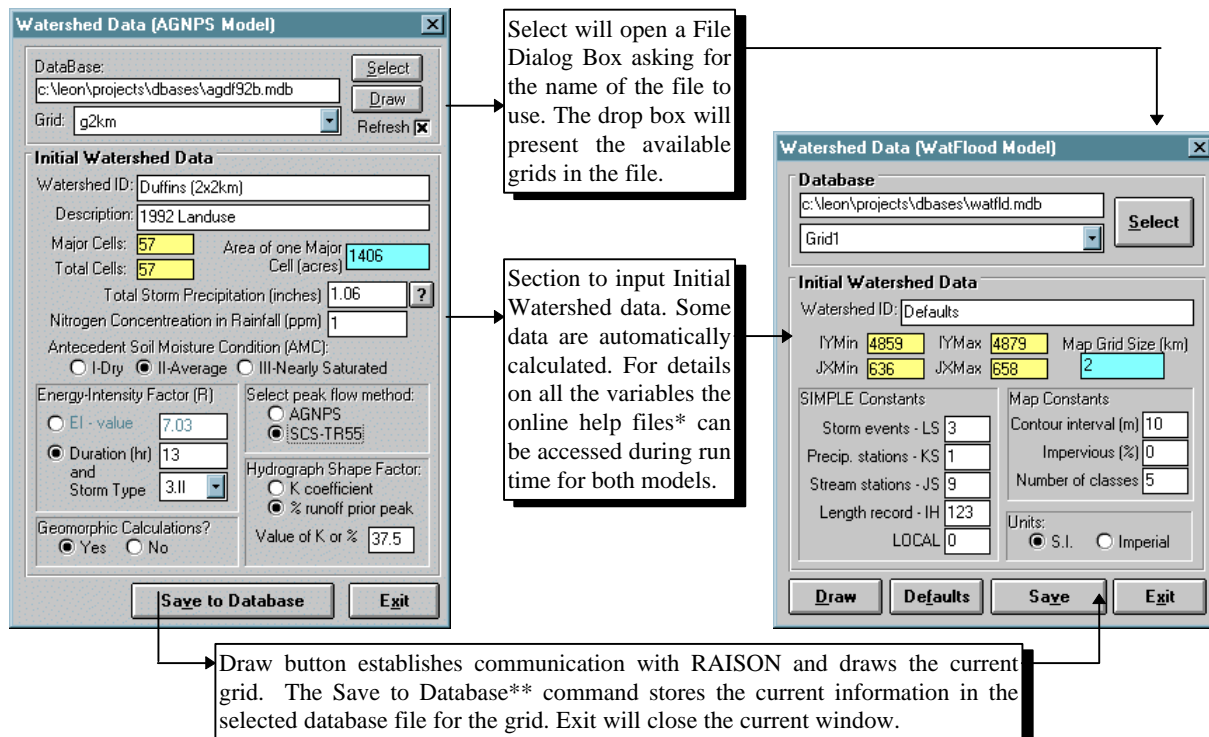 Watershed Data (AGNPS Model)
DataBase:
Select
c:\leon\projects\dbases\agdf92b.mdb
Draw
Grid: g2km
Refresh
Initial Watershed Data
Watershed ID: Duffins (2x2km)
Description: 1992 Landuse
Major Cells: 57
Total Cells: 57
Area of one Major
Cell (acres) 1406
Total Storm Precipitation (inches) 1.06 ?
Nitrogen Concentreation in Rainfall (ppm) 1
Antecedent Soil Moisture Condition (AMC):
I-Dry II-Average III-Nearly Saturated
Energy-Intensity Factor (R)
EI - value 7.03
Duration (hr) 13
and
Storm Type 3.II
Geomorphic Calculations?
Yes No
Select peak flow method:
AGNPS
SCS-TR55
Hydrograph Shape Factor:
K coefficient
% runoff prior peak
Value of K or % 37.5
Save to Database Exit
Select will open a File
Dialog Box asking for
the name of the file to
use. The drop box will
present the available
grids in the file.
Section to input Initial
Watershed data. Some
data are automatically
calculated. For details
on all the variables the
online help files* can
be accessed during run
time for both models.
Watershed Data (WatFlood Model)
Database
c:\leon\projects\dbases\watfld.mdb
Select
Grid1
Initial Watershed Data
Watershed ID: Defaults
IYMin 4859 IYMax 4879 Map Grid Size (km)
JXMin 636 JXMax 658 2
SIMPLE Constants
Storm events - LS 3
Precip. stations - KS 1
Stream stations - JS 9
Length record - IH 123
LOCAL 0
Map Constants
Contour interval (m) 10
Impervious (%) 0
Number of classes 5
Units:
S.I. Imperial
Draw Defaults Save Exit
Draw button establishes communication with RAISON and draws the current
grid. The Save to Database** command stores the current information in the
selected database file for the grid. Exit will close the current window.